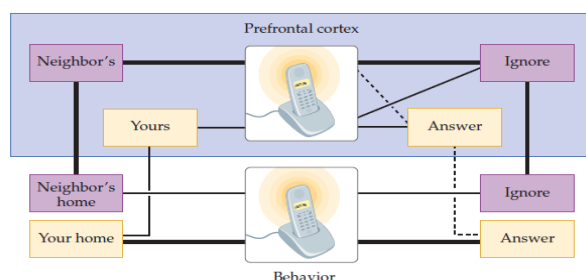 Prefrontal cortex
Neighbor's
Ignore
Yours
Answer
Neighbor's
home
Ignore
Your home
Answer
Behavior